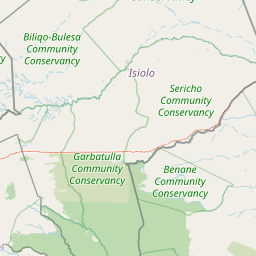 Biliqo-Bulesa
Community
Conservancy
Isiolo
Sericho
Community
Conservancy
Garbatulla
Community
Conservancy
Benane
Community
Conservancy